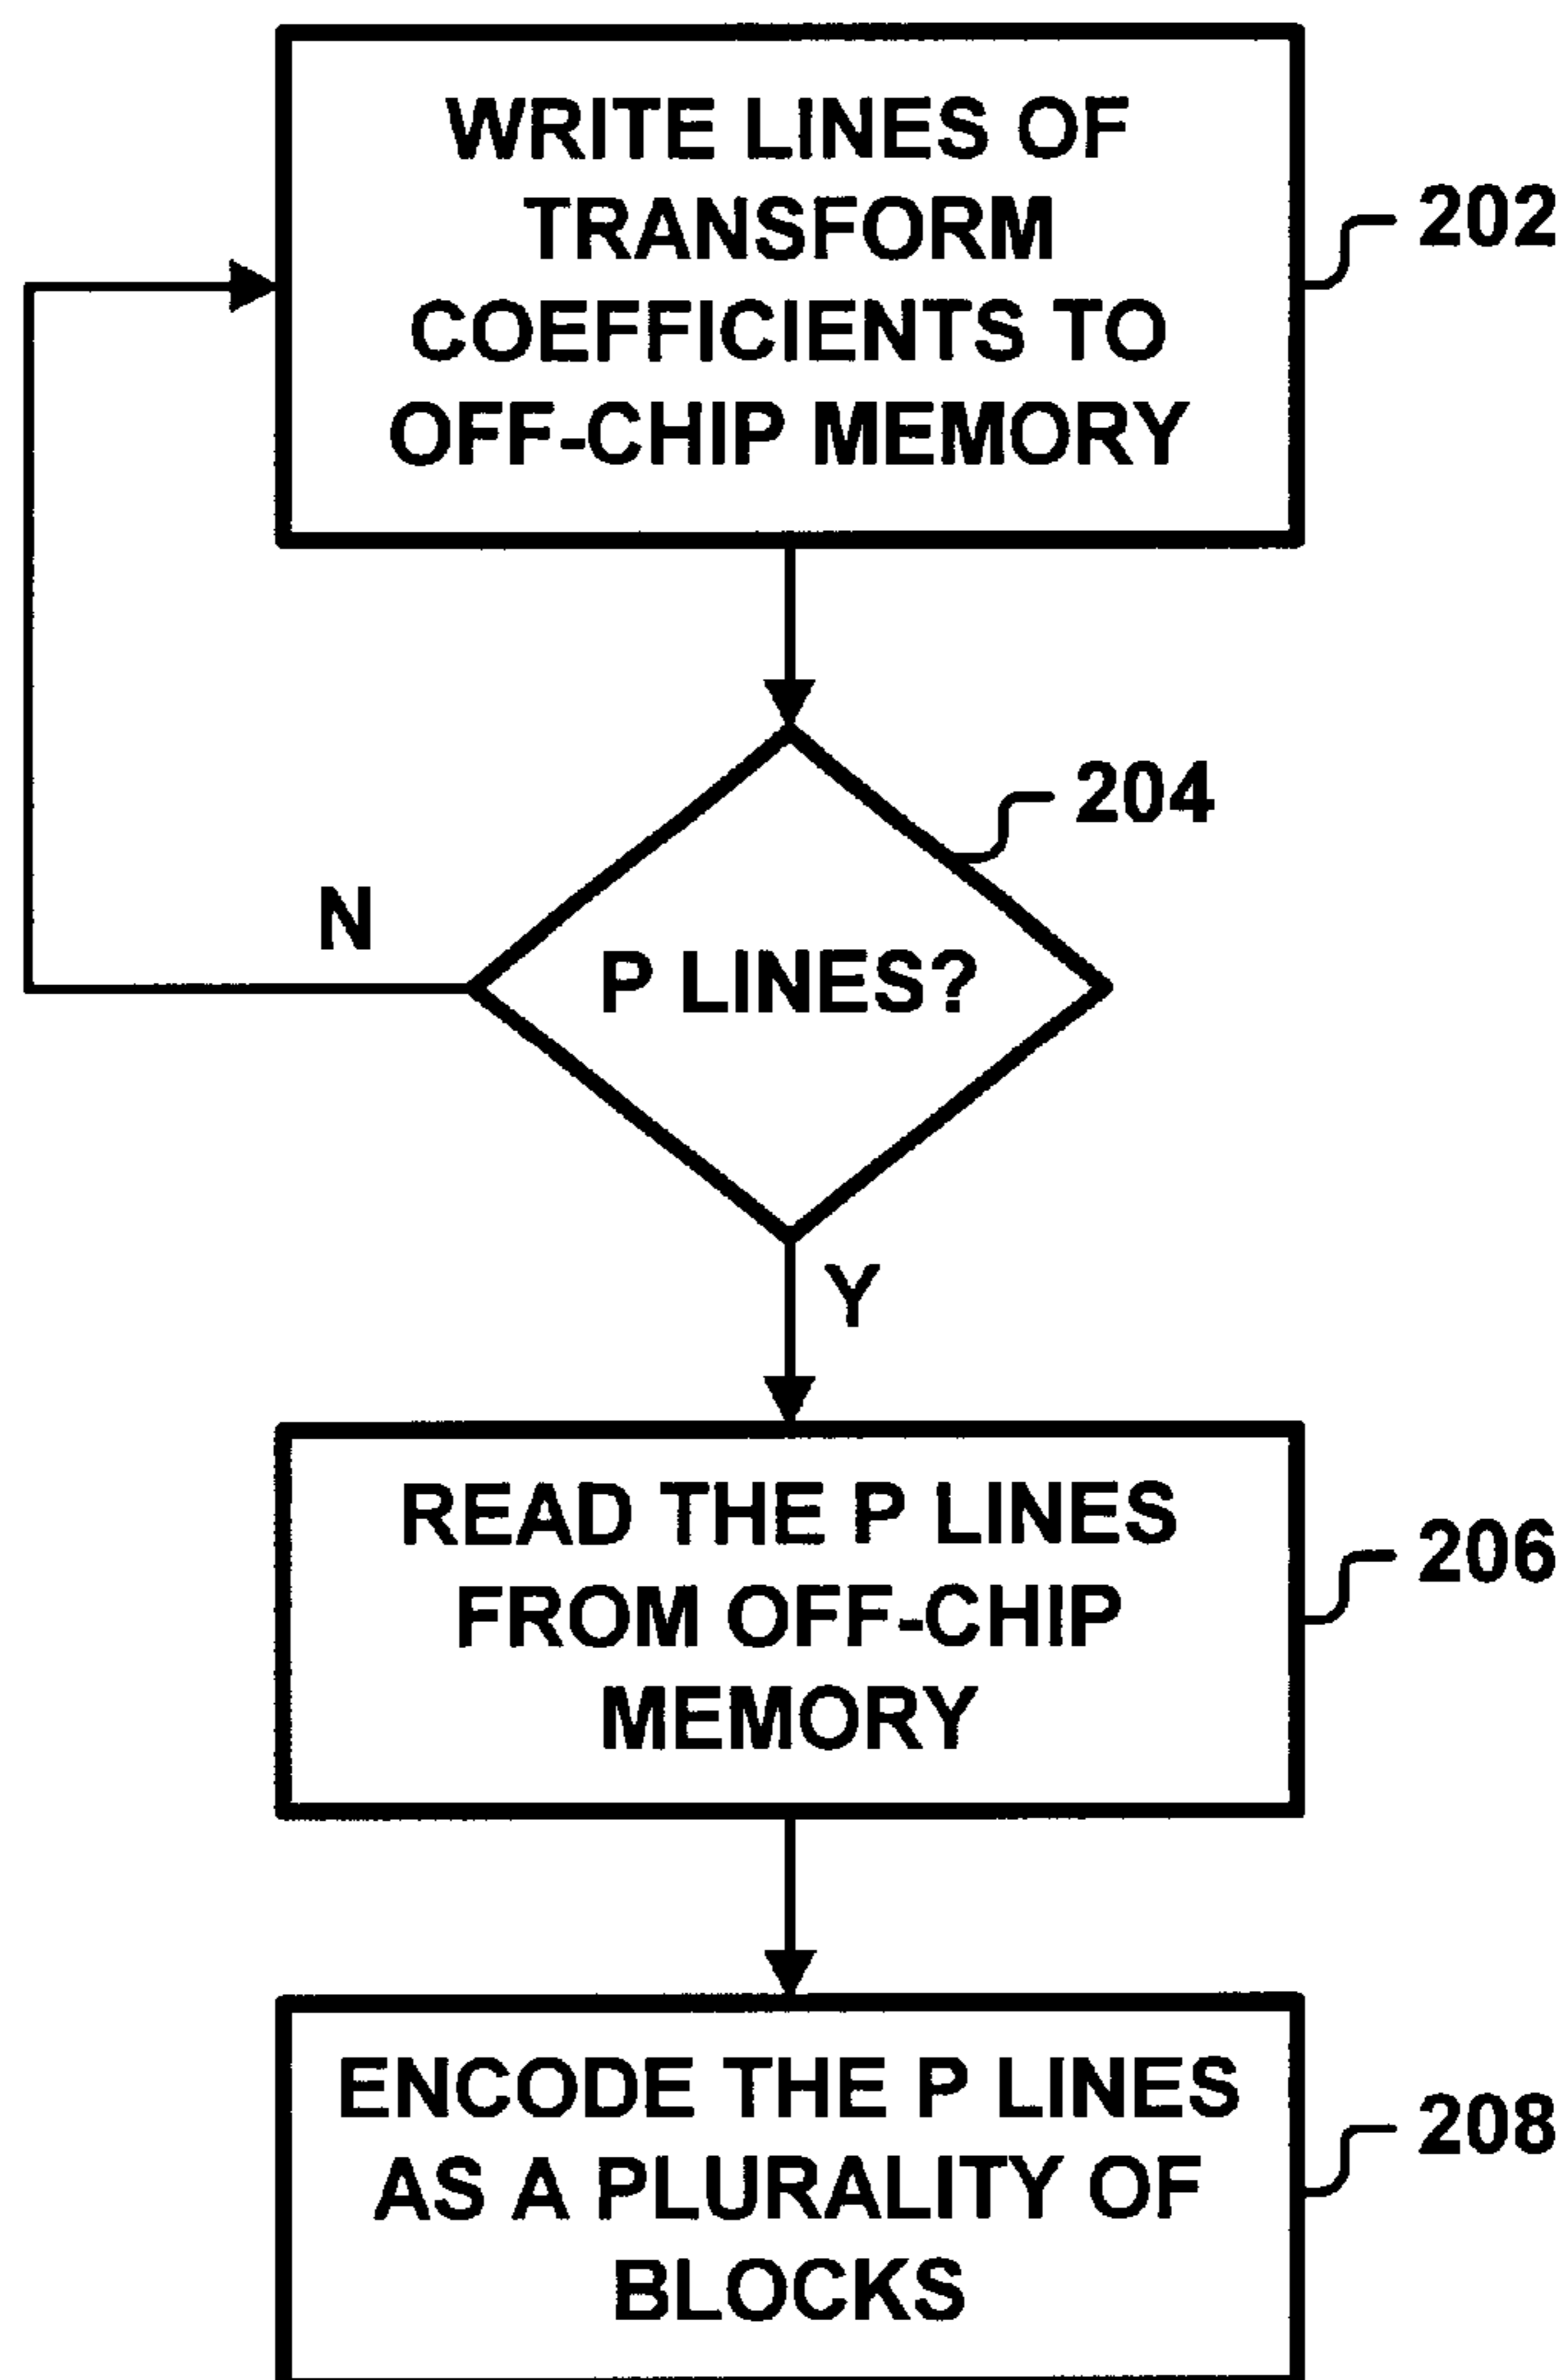 WRITE LINES OF
TRANSFORM
COEFFICIENTS TO
OFF-CHIP MEMORY
202
204
N
P LINES?
Y
READ THE P LINES
FROM OFF-CHIP
MEMORY
206
ENCODE THE P LINES
AS A PLURALITY OF
BLOCKS
208